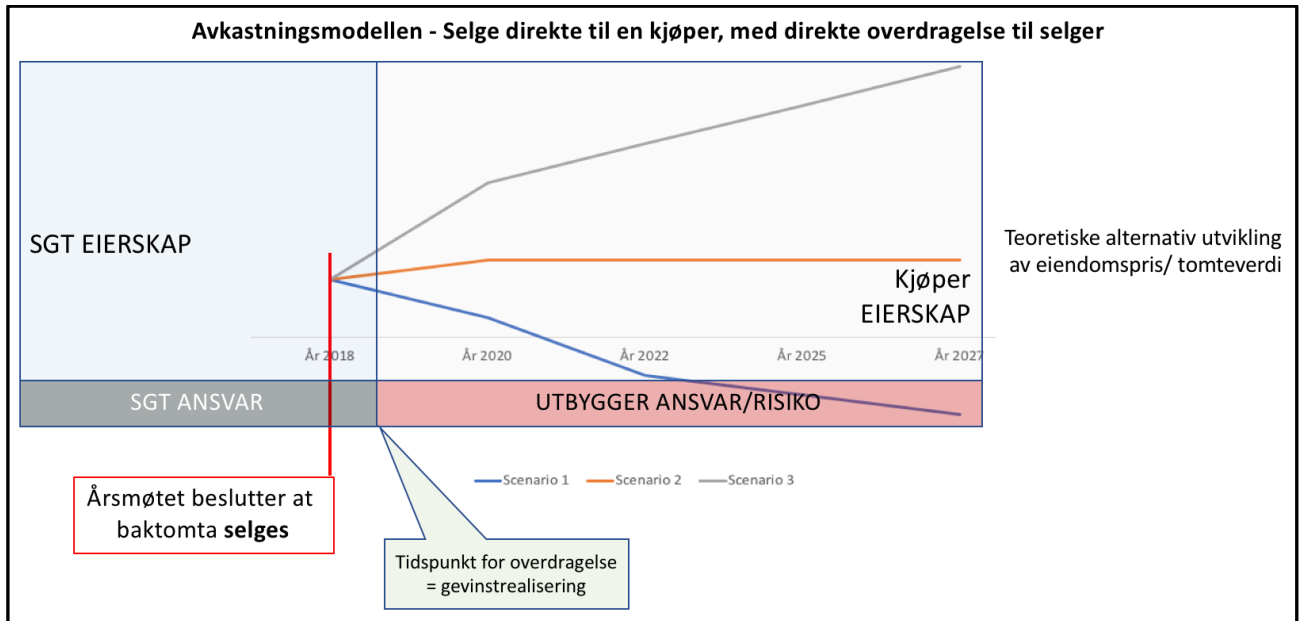 Avkastningsmodellen - Selge direkte til en kjøper, med direkte overdragelse til selger
SGT EIERSKAP
Teoretiske alternativ utvikling
av eiendomspris/ tomteverdi
Kjøper
EIERSKAP
År 2018
År 2020
År 2022
År 2025
År 2027
SGT ANSVAR
UTBYGGER ANSVAR/RISIKO
Scenario 1
Scenario 2
Scenario 3
Årsmøtet beslutter at
baktomta selges
Tidspunkt for overdragelse
= gevinstrealisering